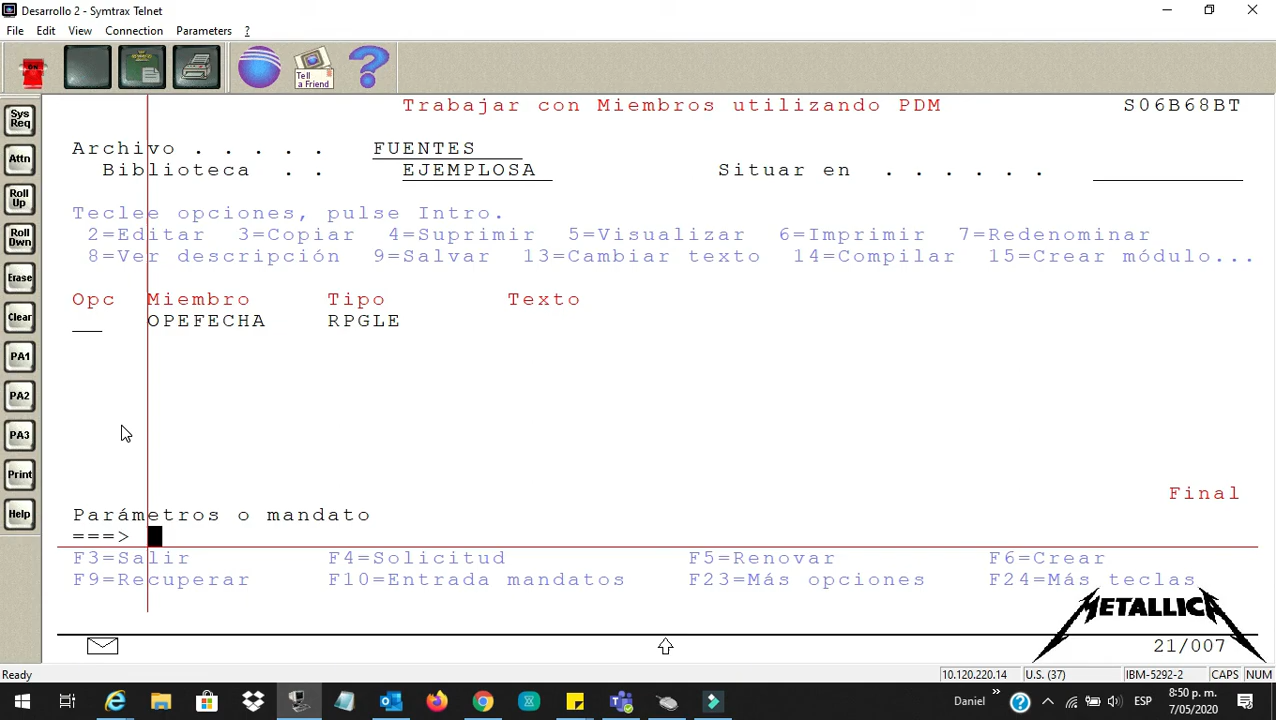 Desarrollo 2 - Symtrax Telnet
File Edit View Connection Parameters ?
ON
Tell a Friend
Sys Req
Attn
Roll Up
Roll Dwn
Erase
Clear
PA1
PA2
PA3
Print
Help
Trabajar con Miembros utilizando PDM S06B68BT
Archivo . . . . . FUENTES
Biblioteca . . EJEMPLOSA Situar en . . . . . .
Teclee opciones, pulse Intro.
2=Editar 3=Copiar 4=Suprimir 5=Visualizar 6=Imprimir 7=Redenominar
8=Ver descripción 9=Salvar 13=Cambiar texto 14=Compilar 15=Crear módulo...
Opc Miembro Tipo Texto
OPEFECHA RPGLE
Final
Parámetros o mandato
===>
F3=Salir F4=Solicitud F5=Renovar F6=Crear
F9=Recuperar F10=Entrada mandatos F23=Más opciones F24=Más teclas
METALLICA
21/007
Ready 10.120.220.14 U.S. (37) IBM-5292-2 CAPS NUM
Daniel ESP 8:50 p. m.
7/05/2020